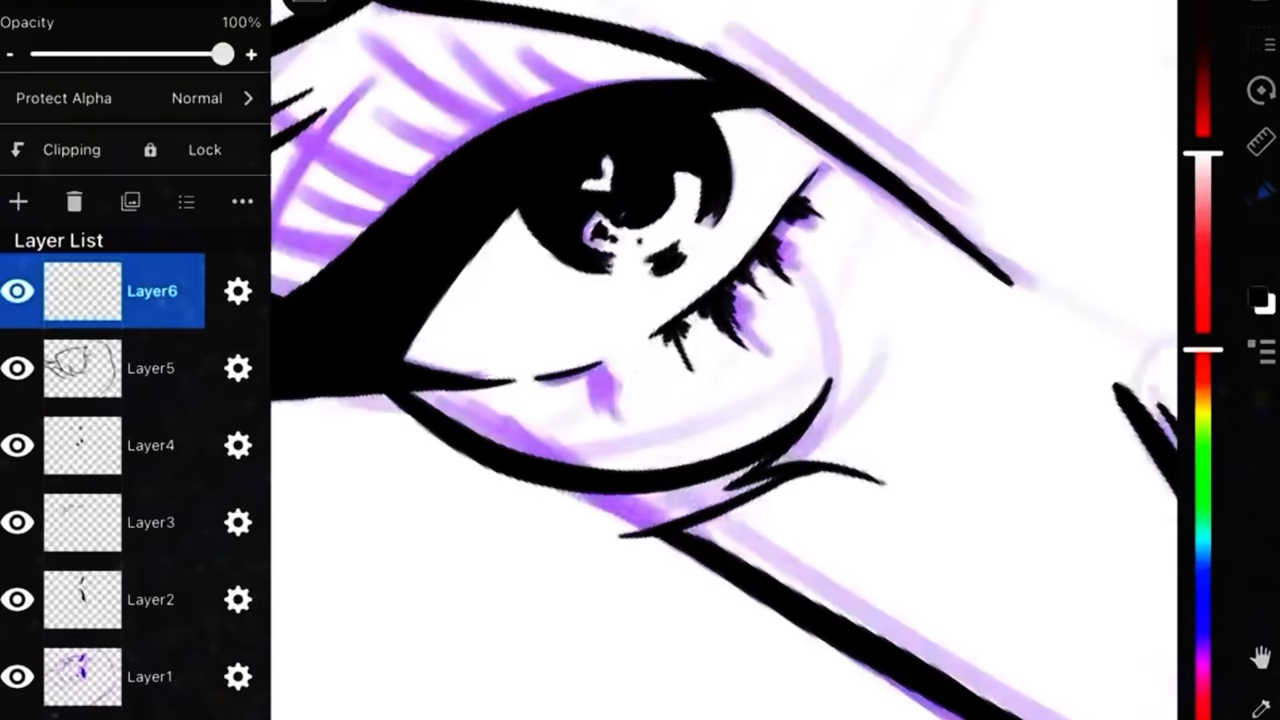 Opacity 100%
- +
Protect Alpha Normal
Clipping Lock
Layer List
Layer6
Layer5
Layer4
Layer3
Layer2
Layer1